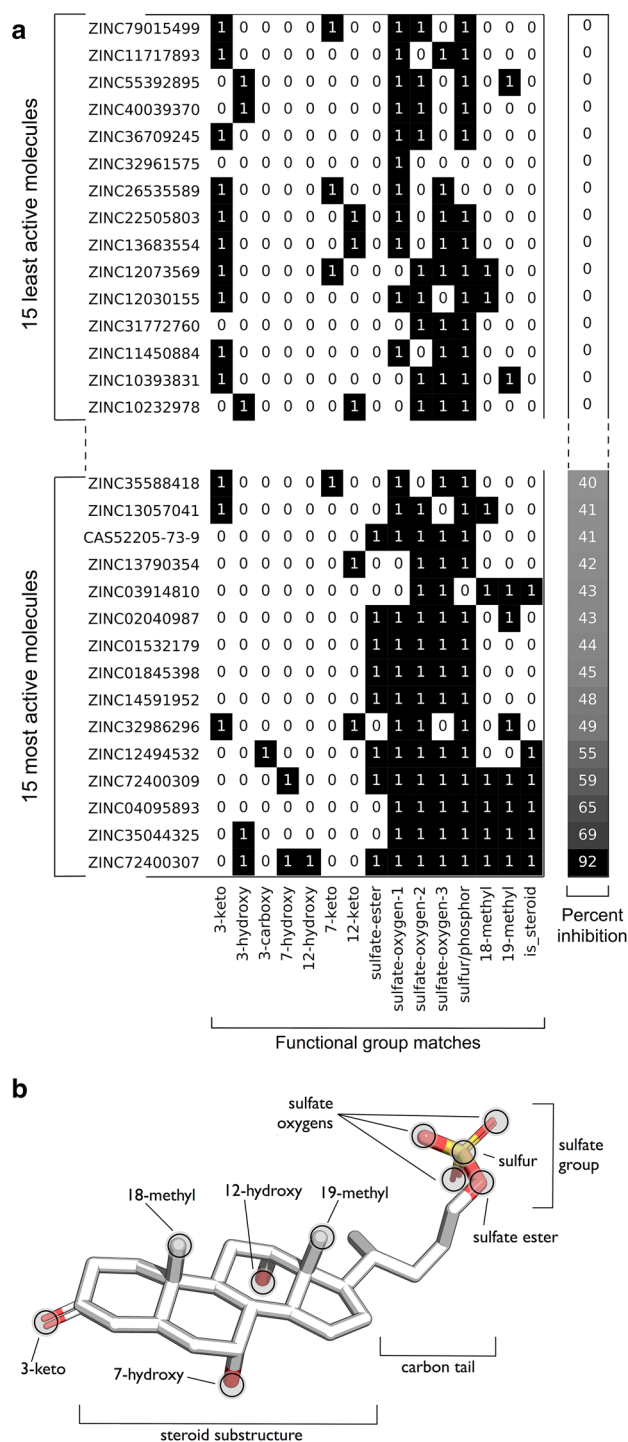 a
15 least active molecules
ZINC79015499 1 0 0 0 0 1 0 0 1 1 0 1 0 0 0 0
ZINC11717893 1 0 0 0 0 0 0 0 1 0 1 1 0 0 0 0
ZINC55392895 0 1 0 0 0 0 0 0 1 1 0 1 0 1 0 0
ZINC40039370 0 1 0 0 0 0 0 0 1 1 0 1 0 0 0 0
ZINC36709245 1 0 0 0 0 0 0 0 1 1 0 1 0 0 0 0
ZINC32961575 0 0 0 0 0 0 0 0 1 0 0 0 0 0 0 0
ZINC26535589 1 0 0 0 0 1 0 0 1 0 1 0 0 0 0 0
ZINC22505803 1 0 0 0 0 0 1 0 1 0 1 1 0 0 0 0
ZINC13683554 1 0 0 0 0 0 1 0 1 0 1 1 0 0 0 0
ZINC12073569 1 0 0 0 0 1 0 0 0 1 1 1 1 0 0 0
ZINC12030155 1 0 0 0 0 0 0 0 1 1 0 1 1 0 0 0
ZINC31772760 0 0 0 0 0 0 0 0 0 1 1 1 0 0 0 0
ZINC11450884 1 0 0 0 0 0 0 0 1 0 1 1 0 0 0 0
ZINC10393831 1 0 0 0 0 0 0 0 0 1 1 1 0 1 0 0
ZINC10232978 0 1 0 0 0 0 1 0 0 1 1 1 0 0 0 0
15 most active molecules
ZINC35588418 1 0 0 0 0 1 0 0 1 0 1 1 0 0 0 40
ZINC13057041 1 0 0 0 0 0 0 0 1 1 0 1 1 0 0 41
CAS52205-73-9 0 0 0 0 0 0 0 1 1 1 1 1 0 0 0 41
ZINC13790354 0 0 0 0 0 0 1 0 0 1 1 1 0 0 0 42
ZINC03914810 0 0 0 0 0 0 0 0 0 1 1 0 1 1 1 43
ZINC02040987 0 0 0 0 0 0 0 1 1 1 1 1 0 1 0 43
ZINC01532179 0 0 0 0 0 0 0 1 1 1 1 1 0 0 0 44
ZINC01845398 0 0 0 0 0 0 0 1 1 1 1 1 0 0 0 45
ZINC14591952 0 0 0 0 0 0 0 1 1 1 1 1 0 0 0 48
ZINC32986296 1 0 0 0 0 0 1 0 1 1 0 1 0 1 0 49
ZINC12494532 0 0 1 0 0 0 0 1 1 1 1 1 0 0 1 55
ZINC72400309 0 0 0 1 0 0 0 1 1 1 1 1 1 1 1 59
ZINC04095893 0 0 0 0 0 0 0 0 1 1 1 1 1 1 1 65
ZINC35044325 0 1 0 0 0 0 0 0 1 1 1 1 1 1 1 69
ZINC72400307 0 1 0 1 1 0 0 1 1 1 1 1 1 1 1 92
3-keto
3-hydroxy
3-carboxy
7-hydroxy
12-hydroxy
7-keto
12-keto
sulfate-ester
sulfate-oxygen-1
sulfate-oxygen-2
sulfate-oxygen-3
sulfur/phosphor
18-methyl
19-methyl
is_steroid
Percent
inhibition
Functional group matches
b
sulfate
oxygens
sulfur
sulfate
group
sulfate ester
18-methyl
12-hydroxy
19-methyl
3-keto
7-hydroxy
carbon tail
steroid substructure